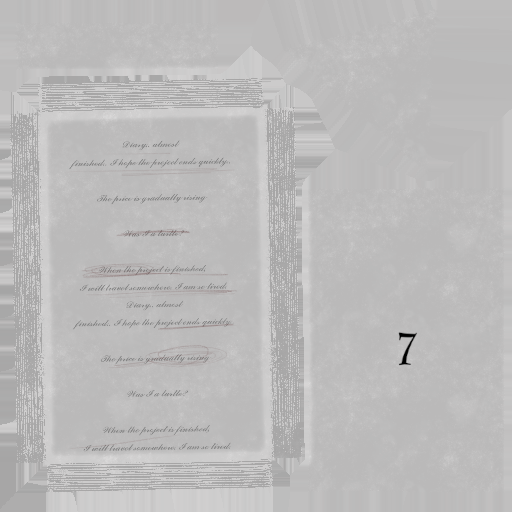 Diary, almost
finished. I hope the project ends quickly.
The price is gradually rising
Was I a turtle?
When the project is finished,
I will travel somewhere. I am so tired.
Diary, almost
finished. I hope the project ends quickly.
The price is gradually rising
Was I a turtle?
When the project is finished,
I will travel somewhere. I am so tired.
7